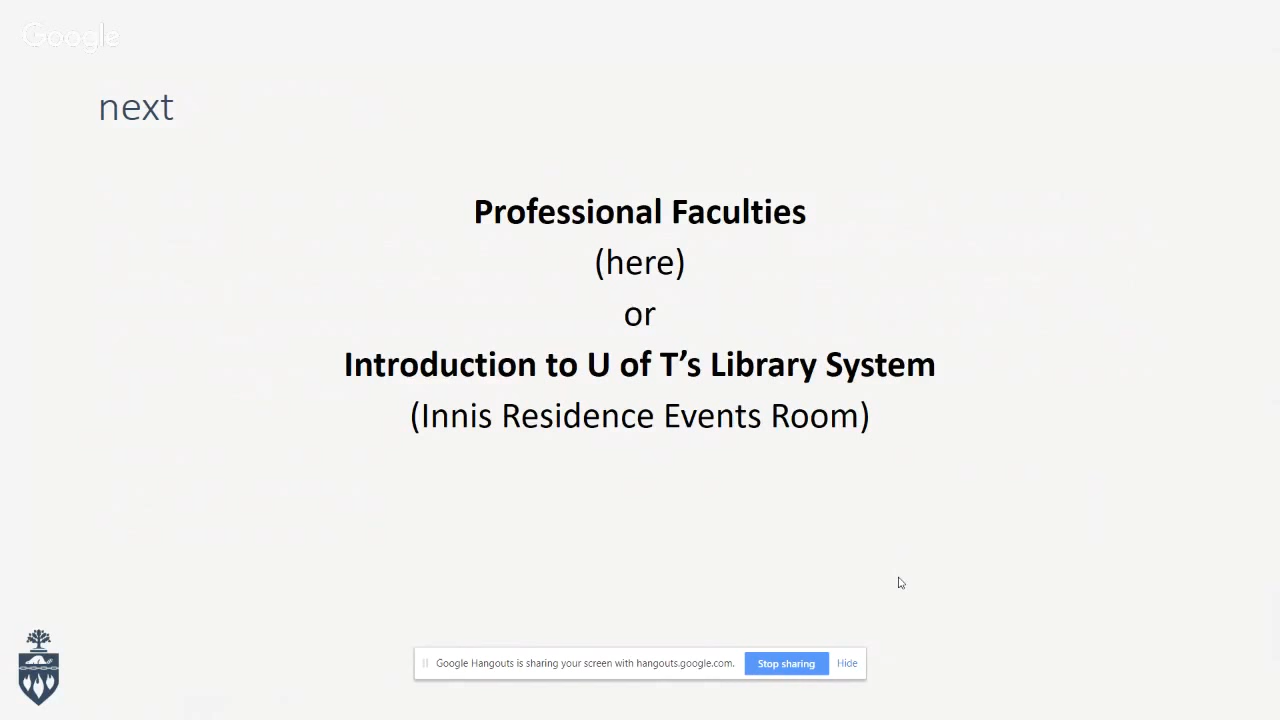 Google
next
Professional Faculties
(here)
or
Introduction to U of T’s Library System
(Innis Residence Events Room)
Google Hangouts is sharing your screen with hangouts.google.com.
Stop sharing
Hide